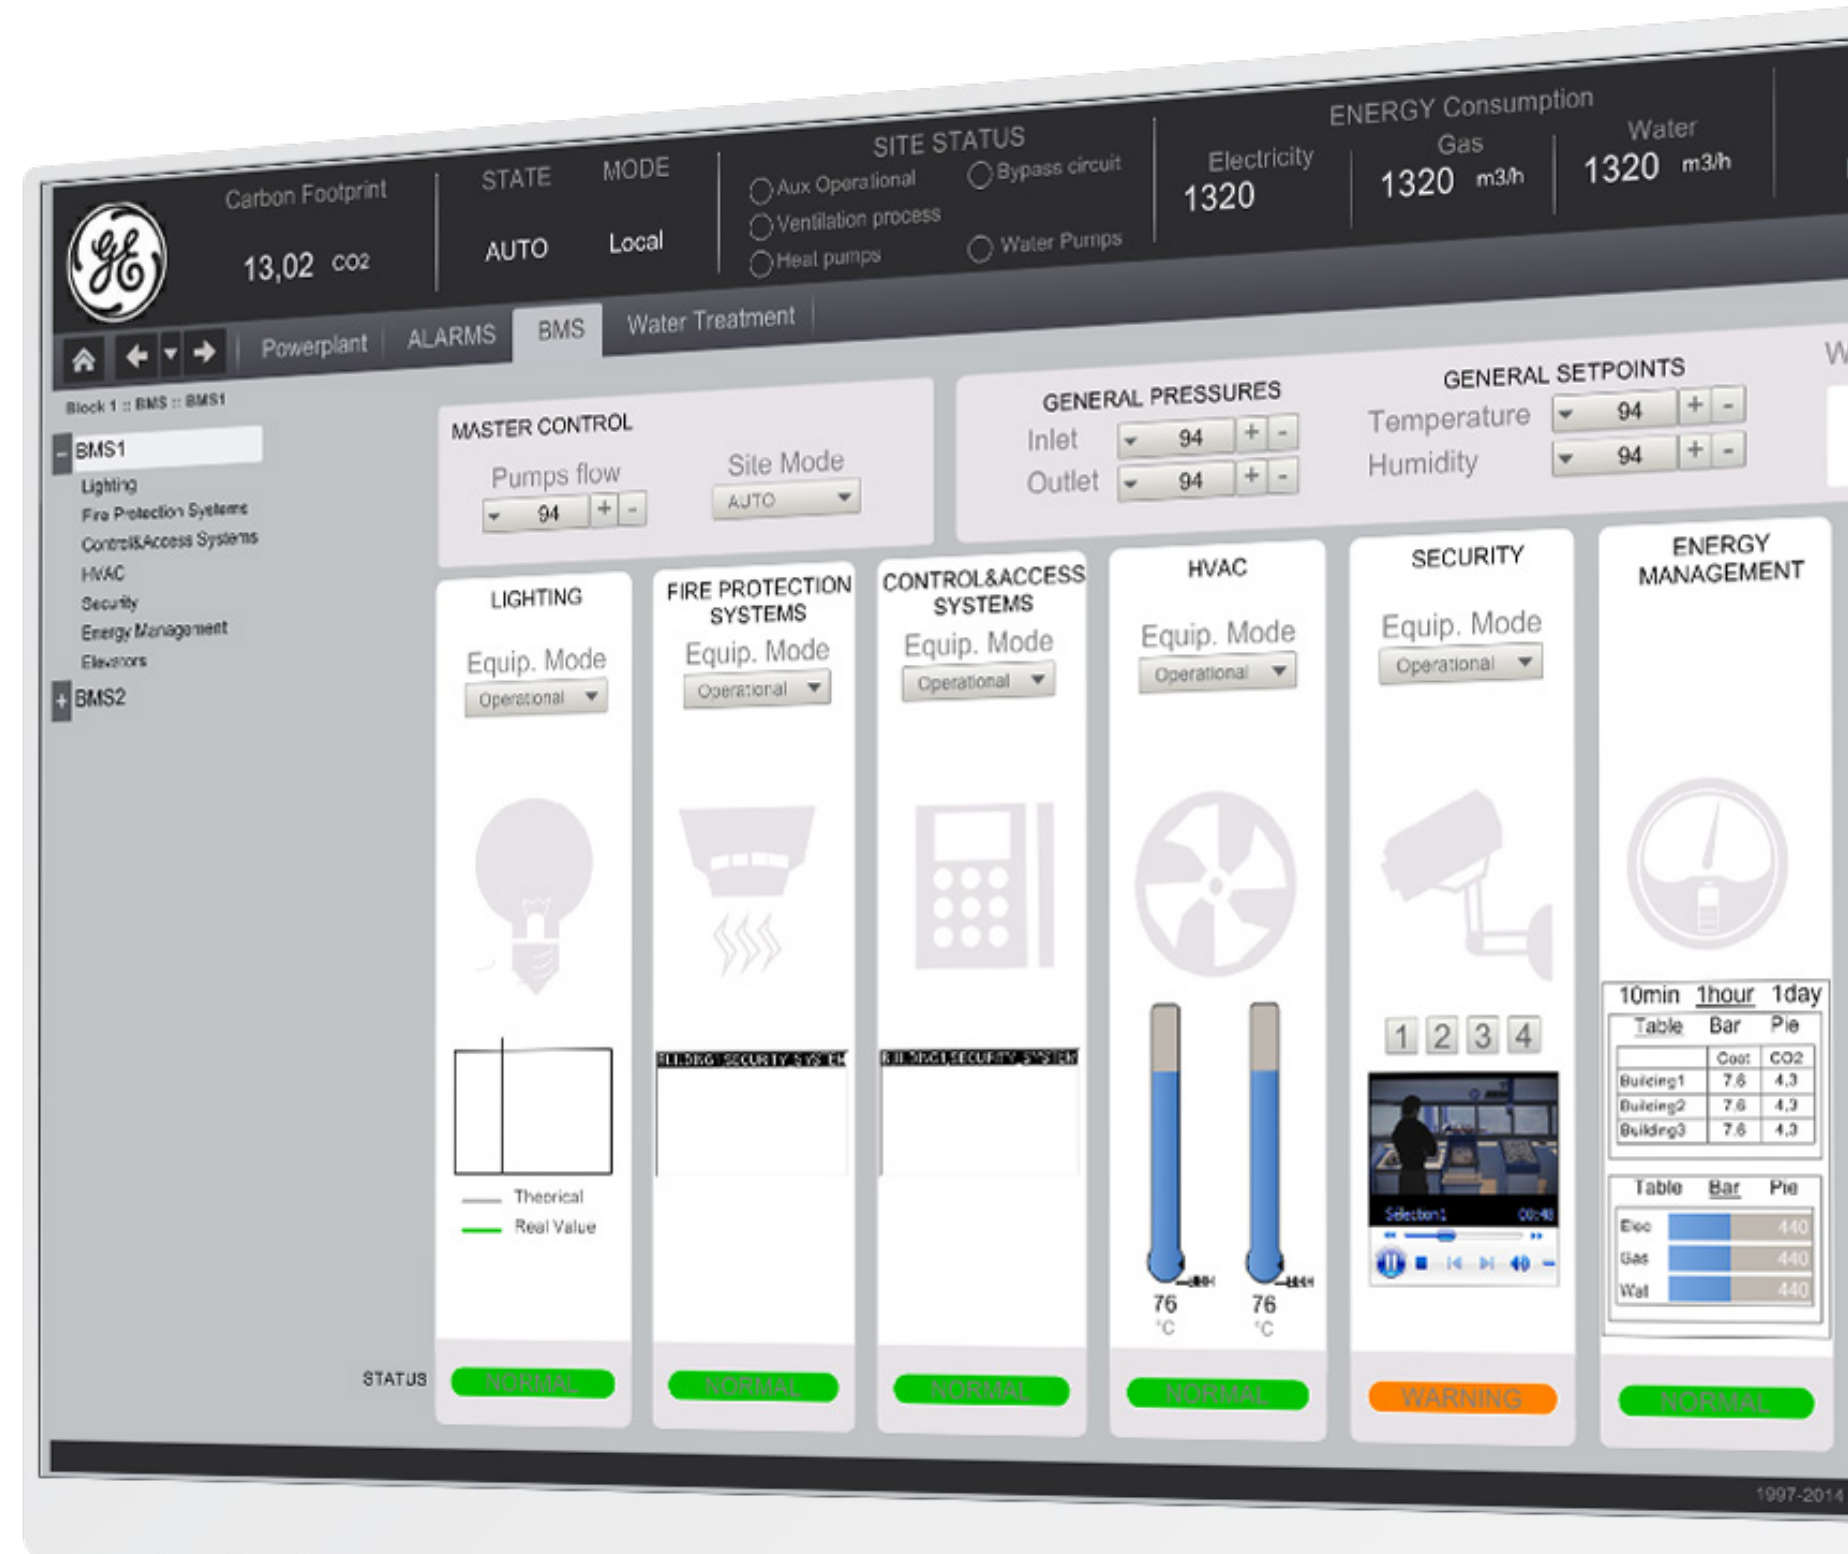 GE
Carbon Footprint
13,02 CO2
STATE
AUTO
MODE
Local
SITE STATUS
Aux Operational
Bypass circuit
Ventilation process
Heat pumps
Water Pumps
ENERGY Consumption
Electricity
1320
Gas
1320 m3/h
Water
1320 m3/h
Powerplant
ALARMS
BMS
Water Treatment
Block 1 :: BMS :: BMS1
- BMS1
Lighting
Fire Protection Systems
Control&Access Systems
HVAC
Security
Energy Management
Elevators
+ BMS2
MASTER CONTROL
Pumps flow
94 + -
Site Mode
AUTO
GENERAL PRESSURES
Inlet 94 + -
Outlet 94 + -
GENERAL SETPOINTS
Temperature 94 + -
Humidity 94 + -
W
LIGHTING
Equip. Mode
Operational
Theorical
Real Value
FIRE PROTECTION
SYSTEMS
Equip. Mode
Operational
SECURITY
CONTROL&ACCESS
SYSTEMS
Equip. Mode
Operational
SECURITY
HVAC
Equip. Mode
Operational
76 76
°C °C
SECURITY
Equip. Mode
Operational
1 2 3 4
Selection1 00:48
ENERGY
MANAGEMENT
10min 1hour 1day
Table Bar Pie
Cost CO2
Building1 7.6 4,3
Building2 7.6 4,3
Building3 7.6 4,3
Table Bar Pie
Elec 440
Gas 440
Wat 440
STATUS
NORMAL
NORMAL
NORMAL
NORMAL
WARNING
NORMAL
1997-2014